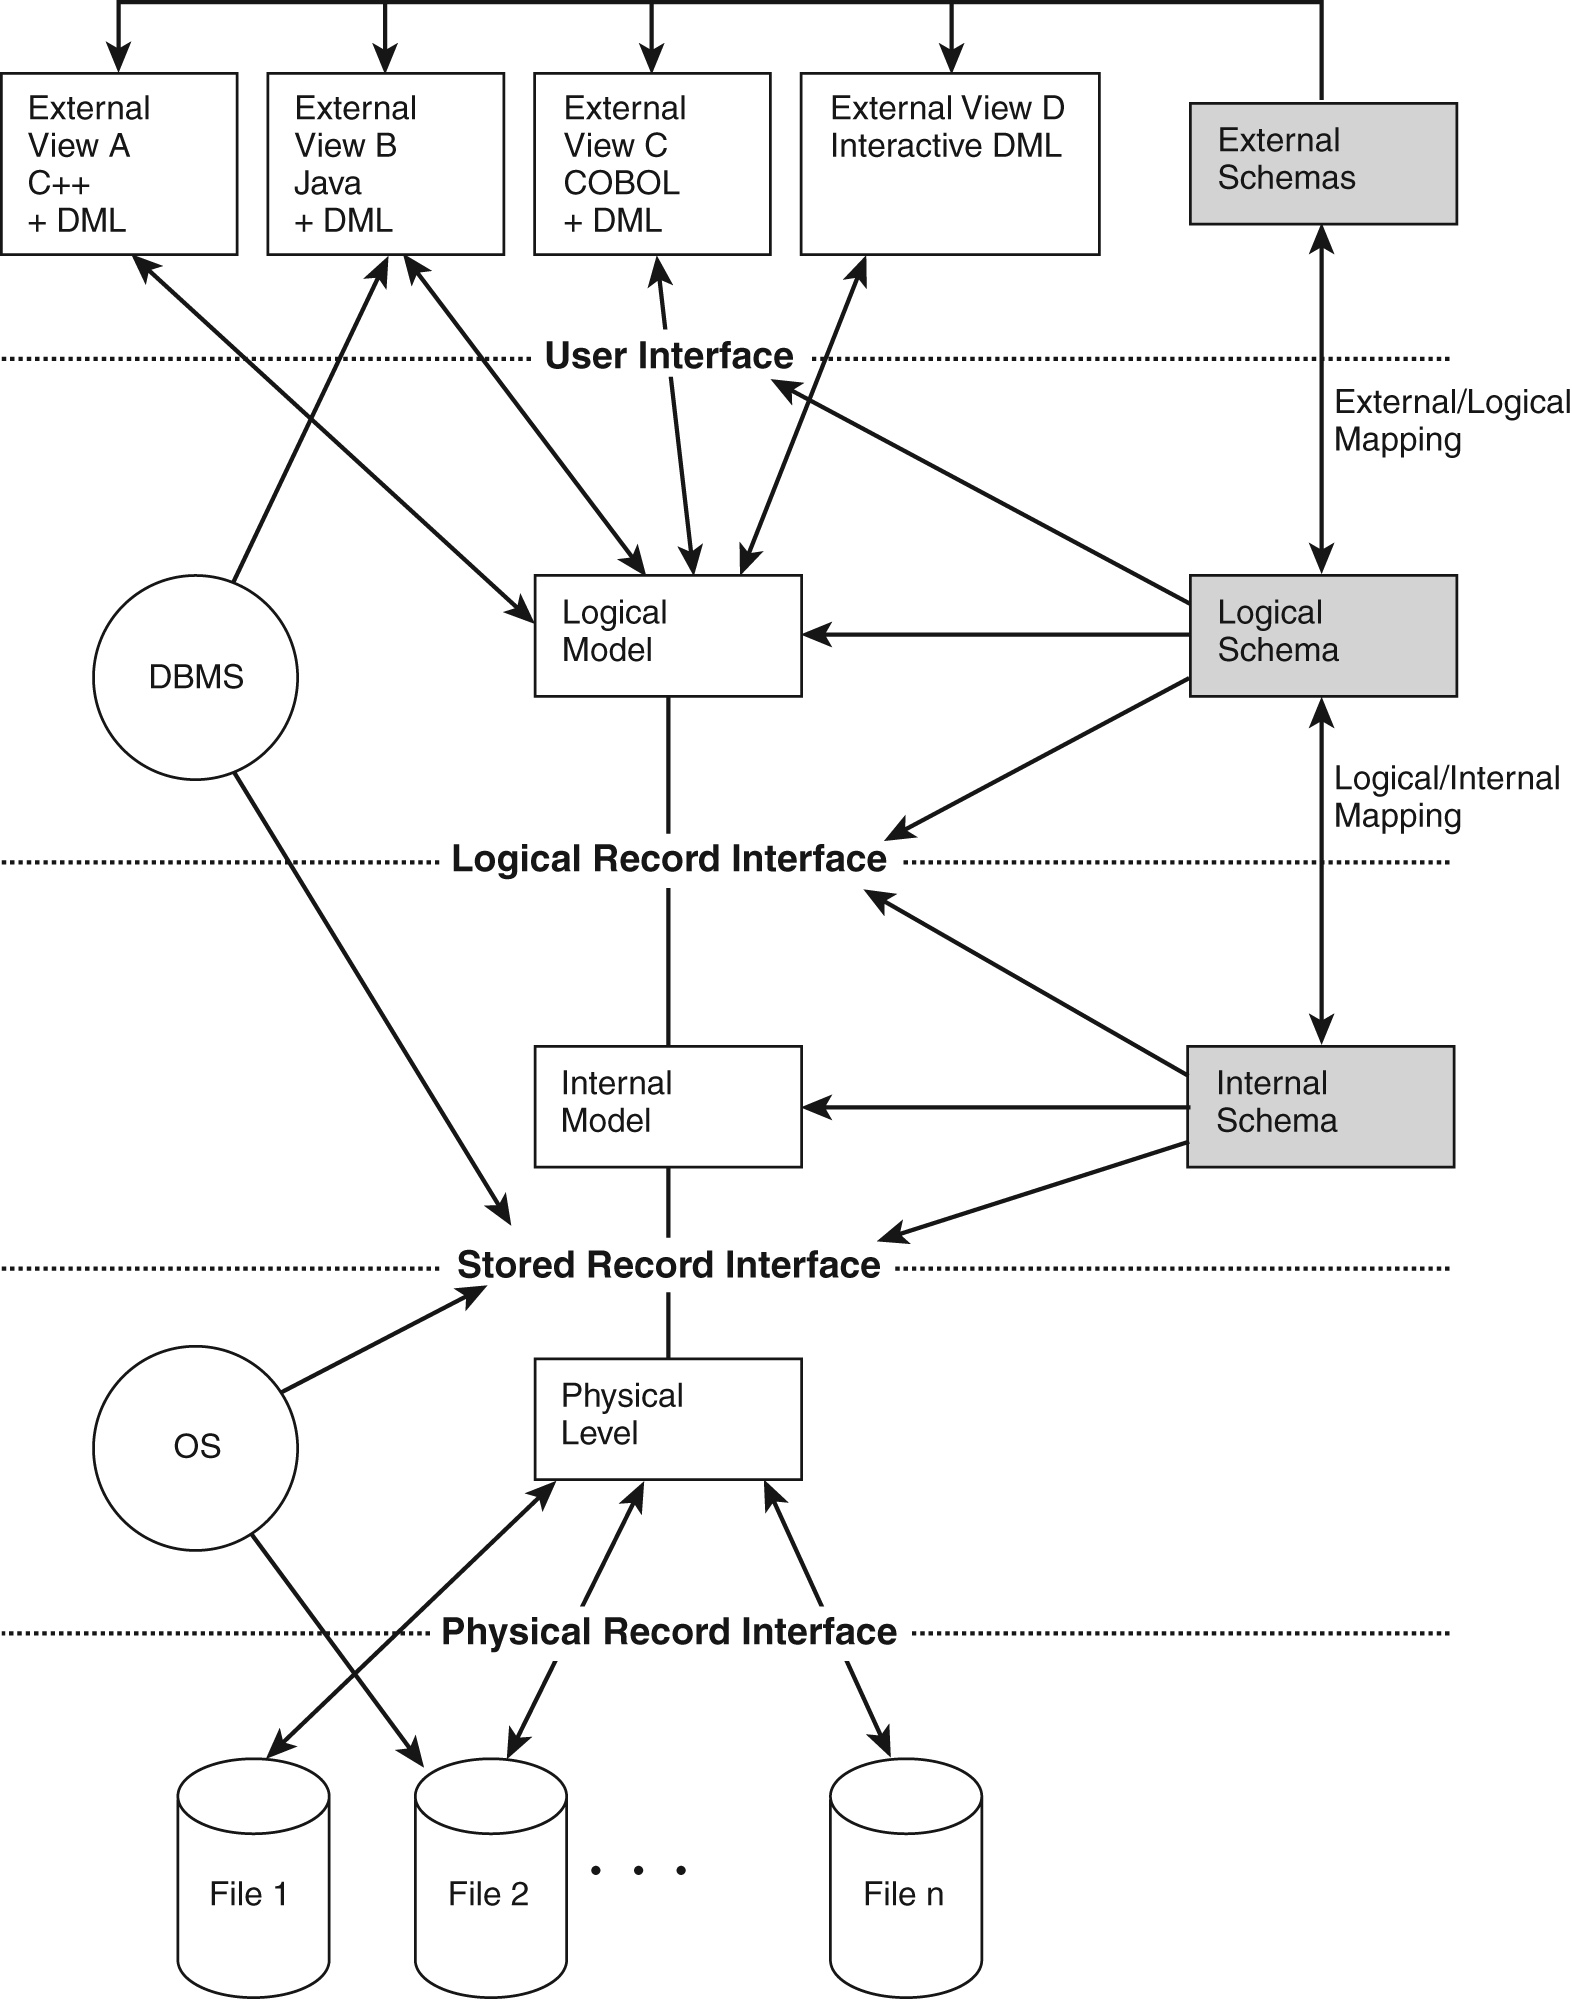 External
View A
C++
+ DML
External
View B
Java
+ DML
External
View C
COBOL
+ DML
External View D
Interactive DML
External
Schemas
User Interface
External/Logical
Mapping
Logical
Model
Logical
Schema
DBMS
Logical/Internal
Mapping
Logical Record Interface
Internal
Model
Internal
Schema
Stored Record Interface
Physical
Level
OS
Physical Record Interface
File 1
File 2
. . .
File n